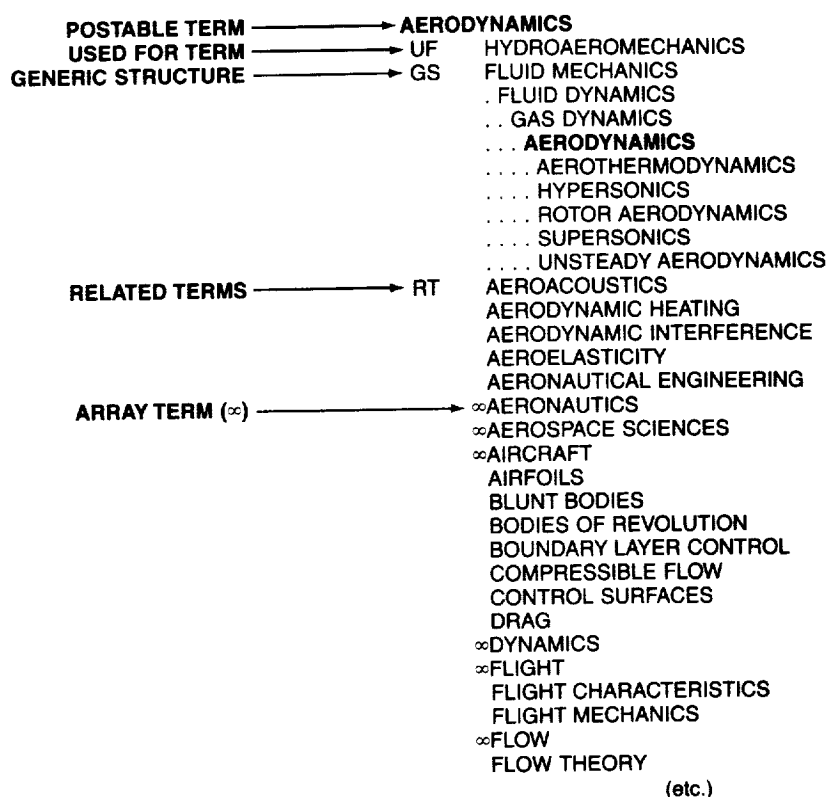 POSTABLE TERM AERODYNAMICS
USED FOR TERM UF HYDROAEROMECHANICS
GENERIC STRUCTURE GS FLUID MECHANICS
. FLUID DYNAMICS
. . GAS DYNAMICS
. . . AERODYNAMICS
. . . . AEROTHERMODYNAMICS
. . . . HYPERSONICS
. . . . ROTOR AERODYNAMICS
. . . . SUPERSONICS
. . . . UNSTEADY AERODYNAMICS
RELATED TERMS RT AEROACOUSTICS
AERODYNAMIC HEATING
AERODYNAMIC INTERFERENCE
AEROELASTICITY
AERONAUTICAL ENGINEERING
ARRAY TERM (∞) ∞AERONAUTICS
∞AEROSPACE SCIENCES
∞AIRCRAFT
AIRFOILS
BLUNT BODIES
BODIES OF REVOLUTION
BOUNDARY LAYER CONTROL
COMPRESSIBLE FLOW
CONTROL SURFACES
DRAG
∞DYNAMICS
∞FLIGHT
FLIGHT CHARACTERISTICS
FLIGHT MECHANICS
∞FLOW
FLOW THEORY
(etc.)